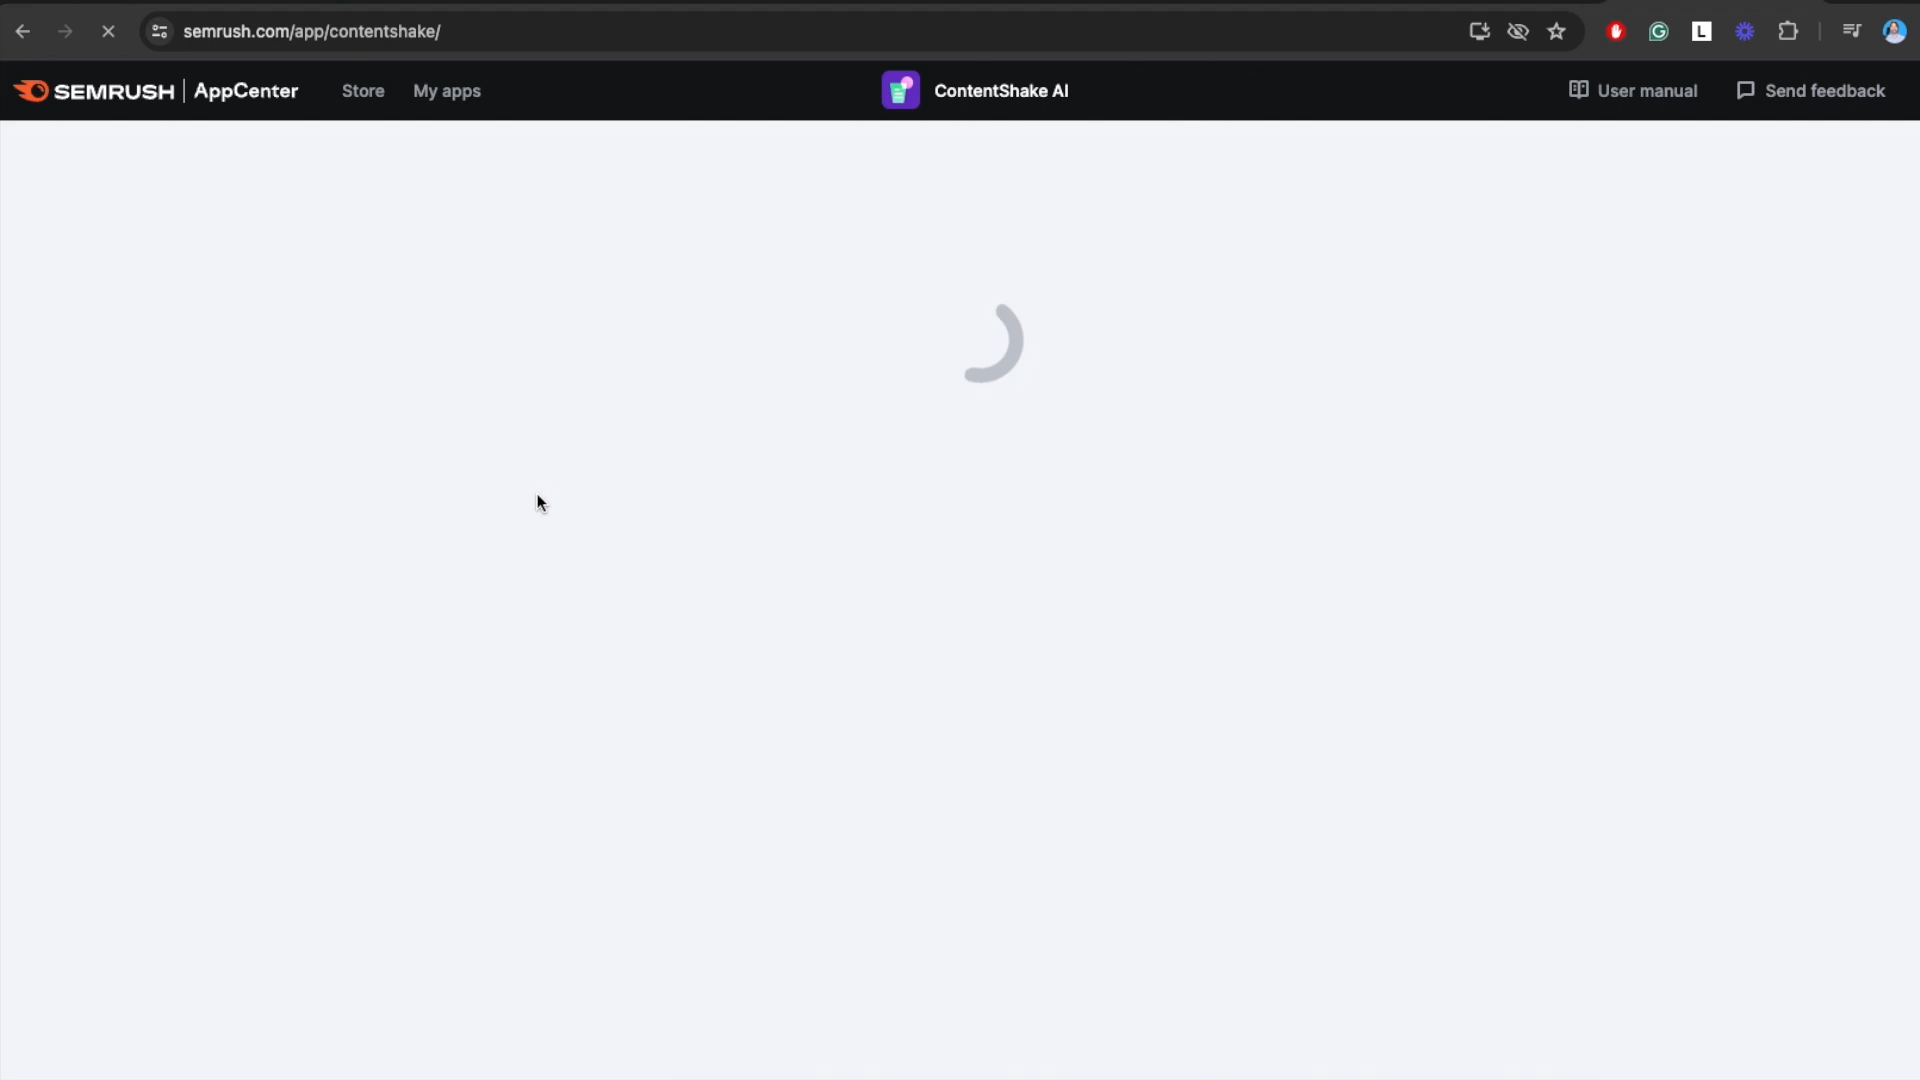 semrush.com/app/contentshake/
L
SEMRUSH AppCenter Store My apps ContentShake AI User manual Send feedback